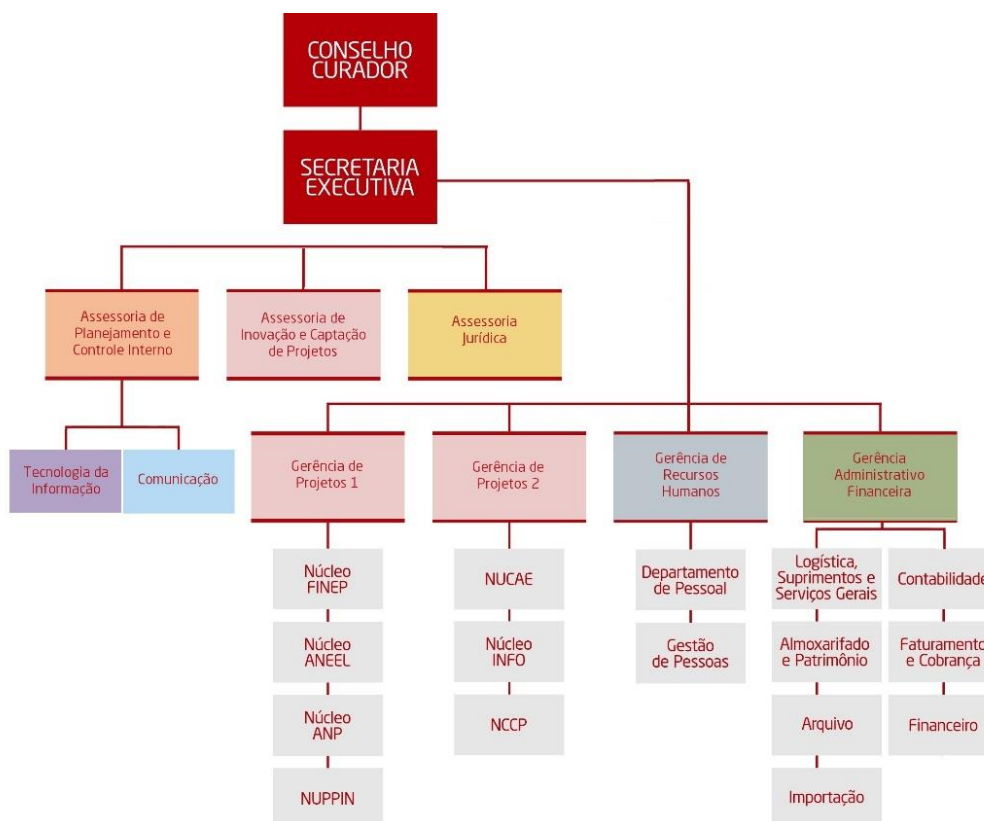 CONSELHO
CURADOR
SECRETARIA
EXECUTIVA
Assessoria de
Planejamento e
Controle Interno
Assessoria de
Inovação e Captação
de Projetos
Assessoria
Jurídica
Tecnologia da
Informação
Comunicação
Gerência de
Projetos 1
Gerência de
Projetos 2
Gerência de
Recursos
Humanos
Gerência
Administrativo
Financeira
Núcleo
FINEP
Núcleo
ANEEL
Núcleo
ANP
NUPPIN
NUCAE
Núcleo
INFO
NCCP
Departamento
de Pessoal
Gestão
de Pessoas
Logística,
Suprimentos e
Serviços Gerais
Almoxarifado
e Patrimônio
Arquivo
Importação
Contabilidade
Faturamento
e Cobrança
Financeiro